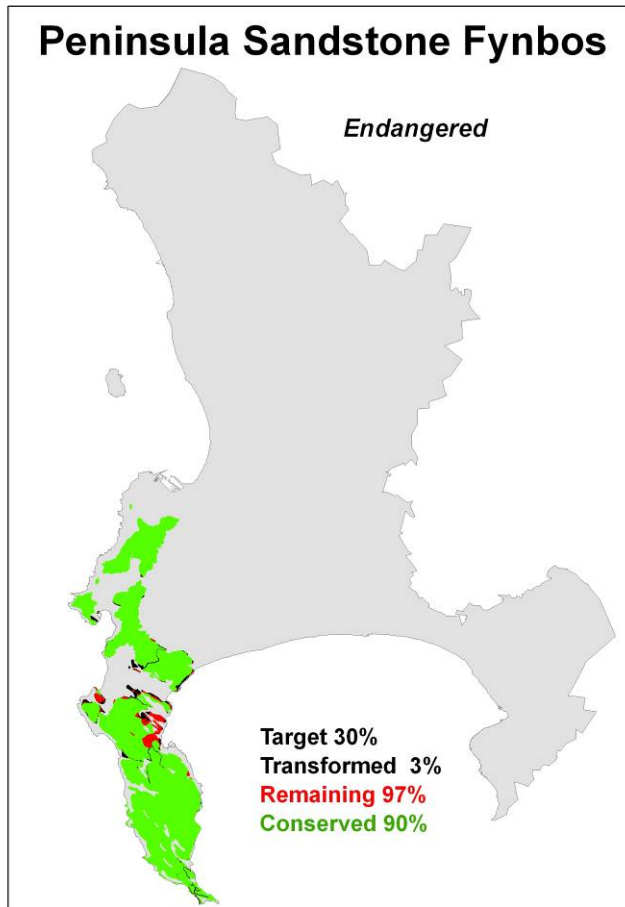 Peninsula Sandstone Fynbos
Endangered
Target 30%
Transformed 3%
Remaining 97%
Conserved 90%